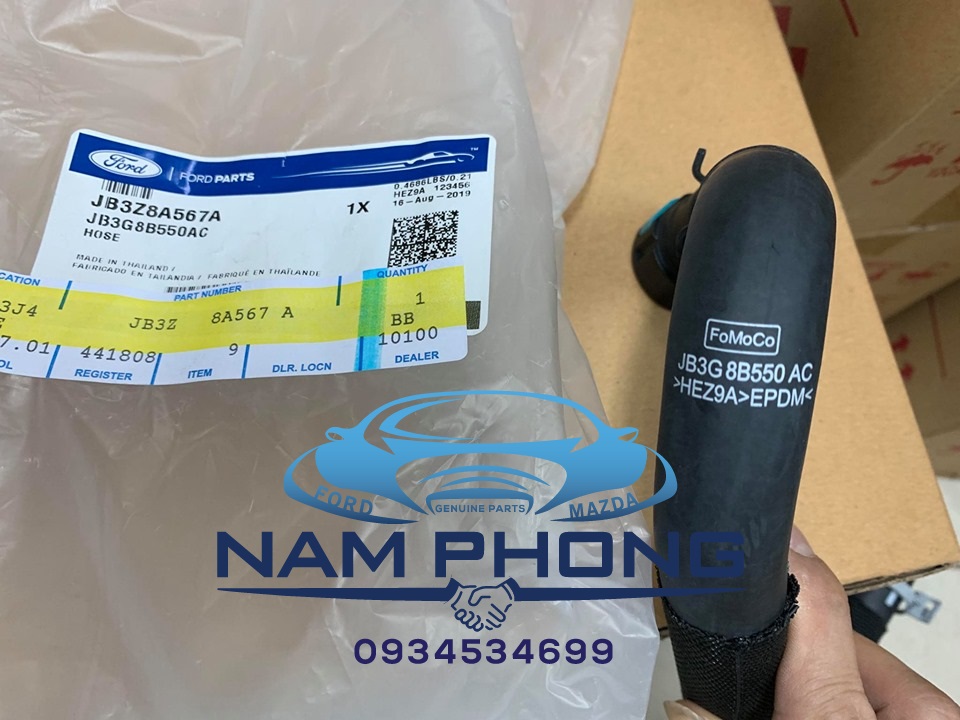 Ford
FORD PARTS
TM
JB3Z8A567A
JB3G8B550AC
HOSE
1X
0.4686LBS/0.21
HEZ9A 123456
16-Aug-2019
MADE IN THAILAND /
FABRICADO EN TAILANDIA / FABRIQUÉ EN THAÏLANDE
PART NUMBER
QUANTITY
3J4
JB3Z 8A567 A
1
BB
7.01
441808
9
10100
REGISTER
ITEM
DLR. LOCN
DEALER
FoMoCo
JB3G 8B550 AC
>HEZ9A>EPDM<
FORD
GENUINE PARTS
MAZDA
NAM PHONG
0934534699